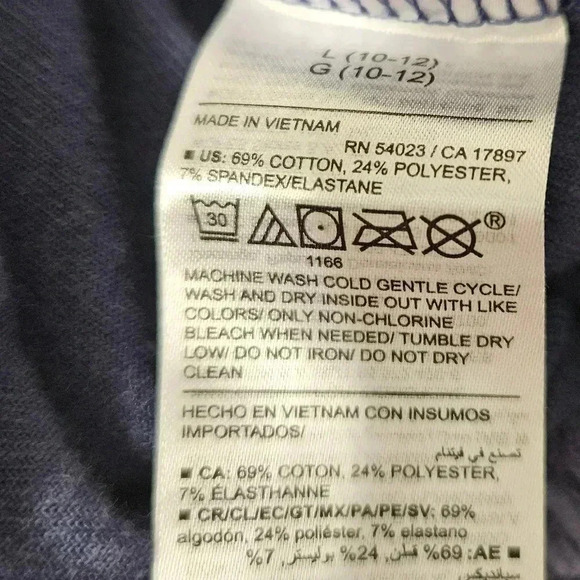 L (10-12)
G (10-12)
MADE IN VIETNAM
RN 54023 / CA 17897
US: 69% COTTON, 24% POLYESTER,
7% SPANDEX/ELASTANE
30
®
1166
MACHINE WASH COLD GENTLE CYCLE/
WASH AND DRY INSIDE OUT WITH LIKE
COLORS/ ONLY NON-CHLORINE
BLEACH WHEN NEEDED/ TUMBLE DRY
LOW/ DO NOT IRON/ DO NOT DRY
CLEAN
HECHO EN VIETNAM CON INSUMOS
IMPORTADOS/
تصنع في فيتنام
CA: 69% COTON, 24% POLYESTER,
7% ÉLASTHANNE
CR/CL/EC/GT/MX/PA/PE/SV: 69%
algodón, 24% poliéster, 7% elastano
AE: 69% قطن, 24% بوليستر, 7%